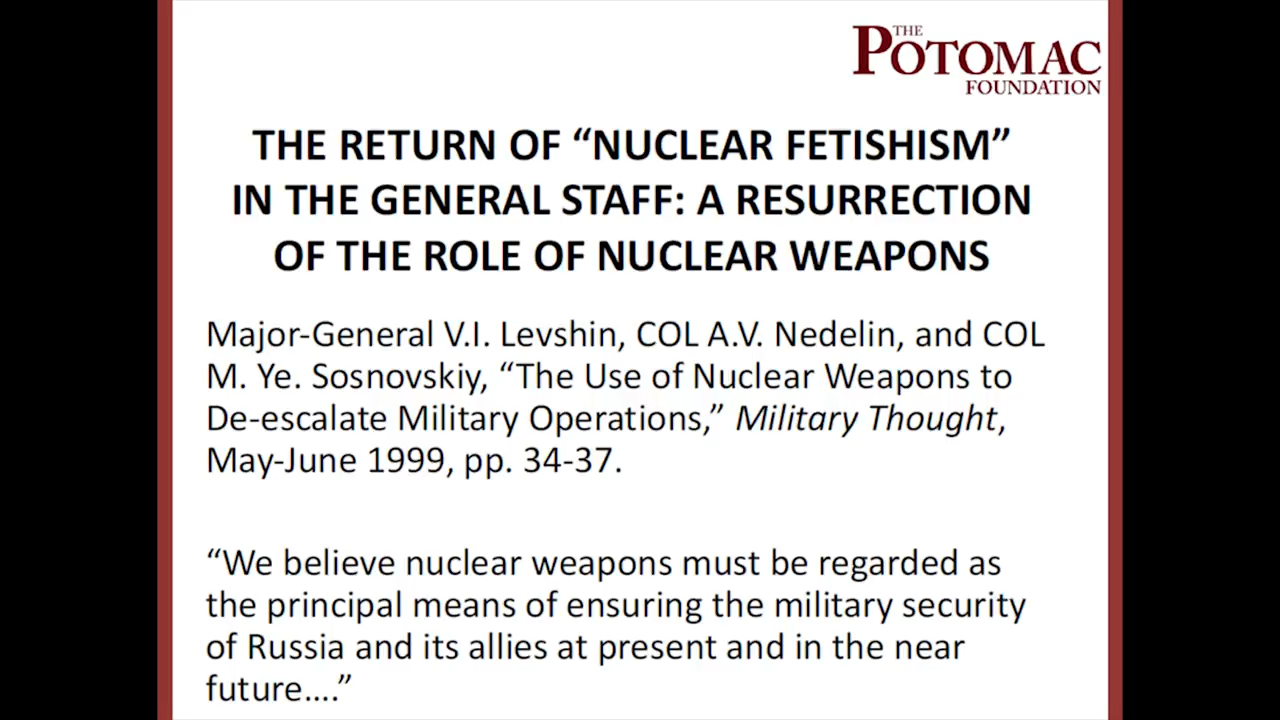 THE
POTOMAC
FOUNDATION
THE RETURN OF “NUCLEAR FETISHISM”
IN THE GENERAL STAFF: A RESURRECTION
OF THE ROLE OF NUCLEAR WEAPONS
Major-General V.I. Levshin, COL A.V. Nedelin, and COL
M. Ye. Sosnovskiy, “The Use of Nuclear Weapons to
De-escalate Military Operations,” Military Thought,
May-June 1999, pp. 34-37.
“We believe nuclear weapons must be regarded as
the principal means of ensuring the military security
of Russia and its allies at present and in the near
future....”